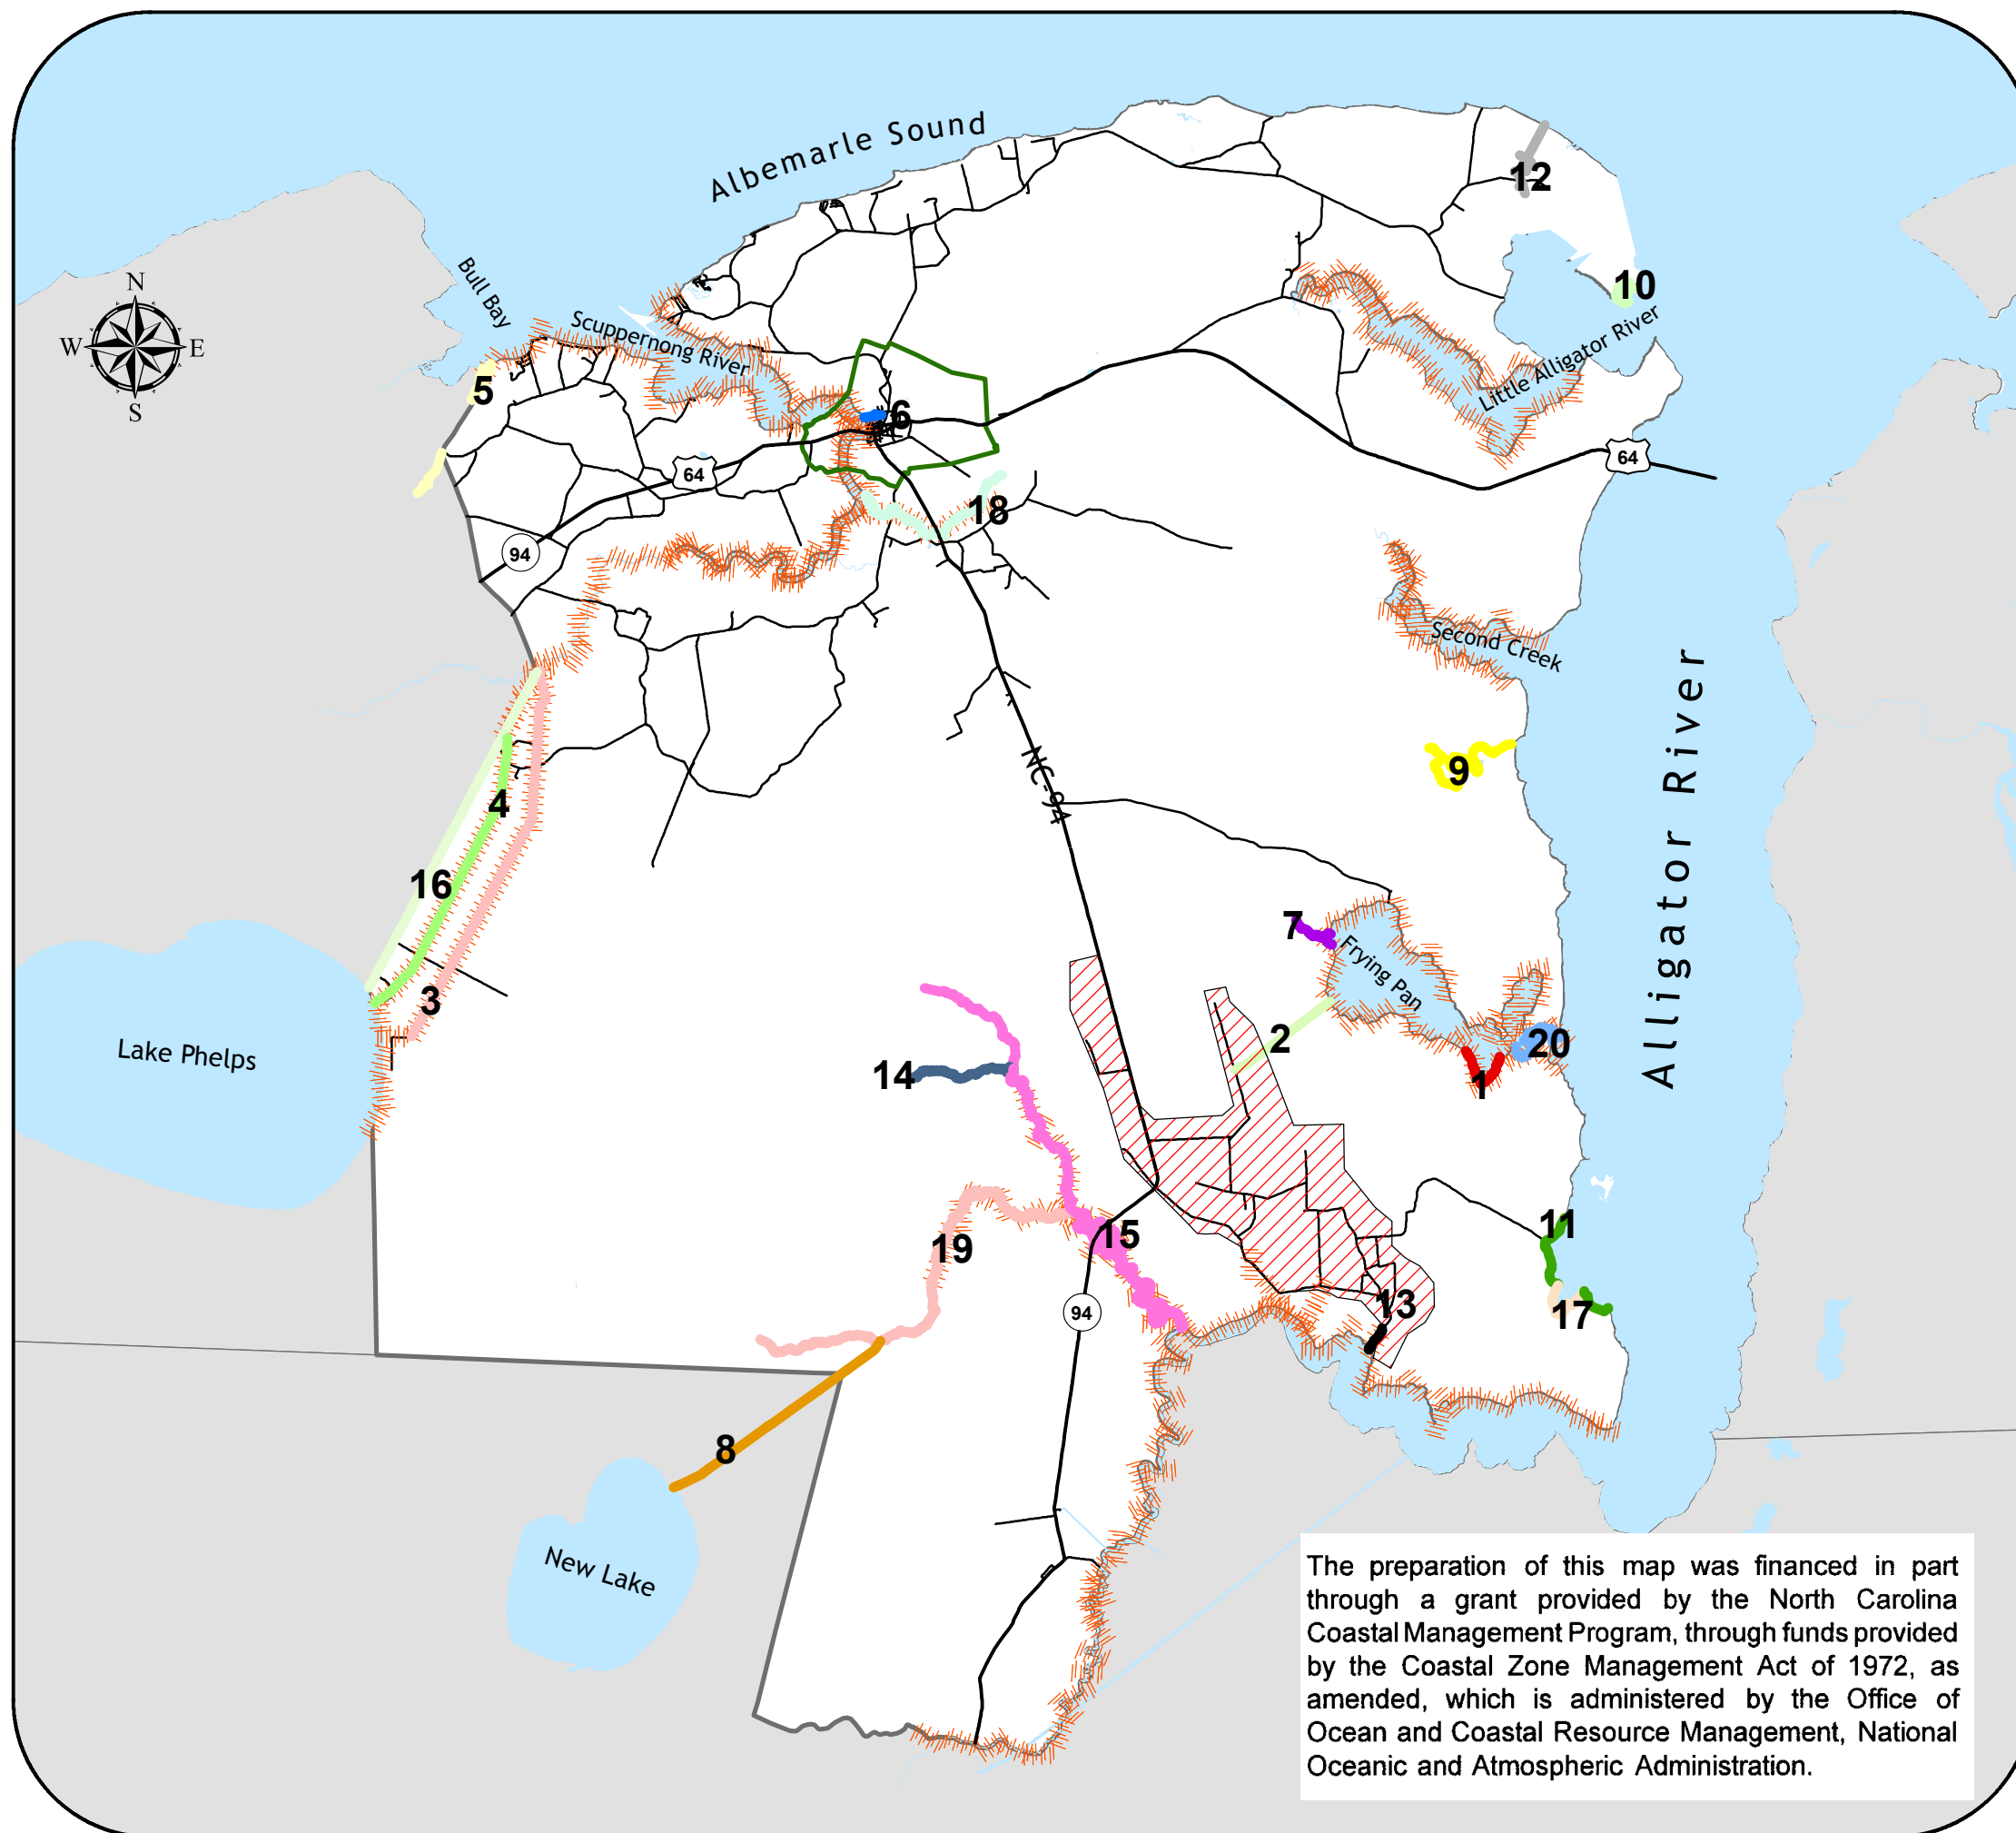 Albemarle Sound
12
Bull Bay
N
W
E
S
10
Scuppernong River
Little Alligator River
5
6
64
64
18
94
Second Creek
Alligator River
NC-94
9
4
16
7
Frying Pan
3
2
20
Lake Phelps
14
1
11
15
19
13
17
94
8
New Lake
The preparation of this map was financed in part
through a grant provided by the North Carolina
Coastal Management Program, through funds provided
by the Coastal Zone Management Act of 1972, as
amended, which is administered by the Office of
Ocean and Coastal Resource Management, National
Oceanic and Atmospheric Administration.